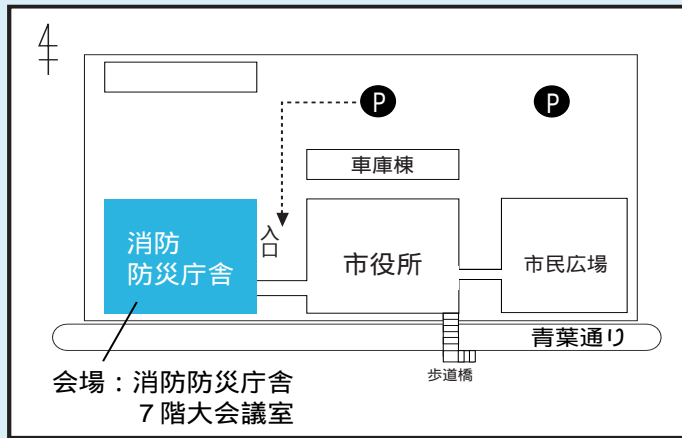 P
P
車庫棟
消防
防災庁舎
入口
市役所
市民広場
青葉通り
歩道橋
会場：消防防災庁舎
７階大会議室